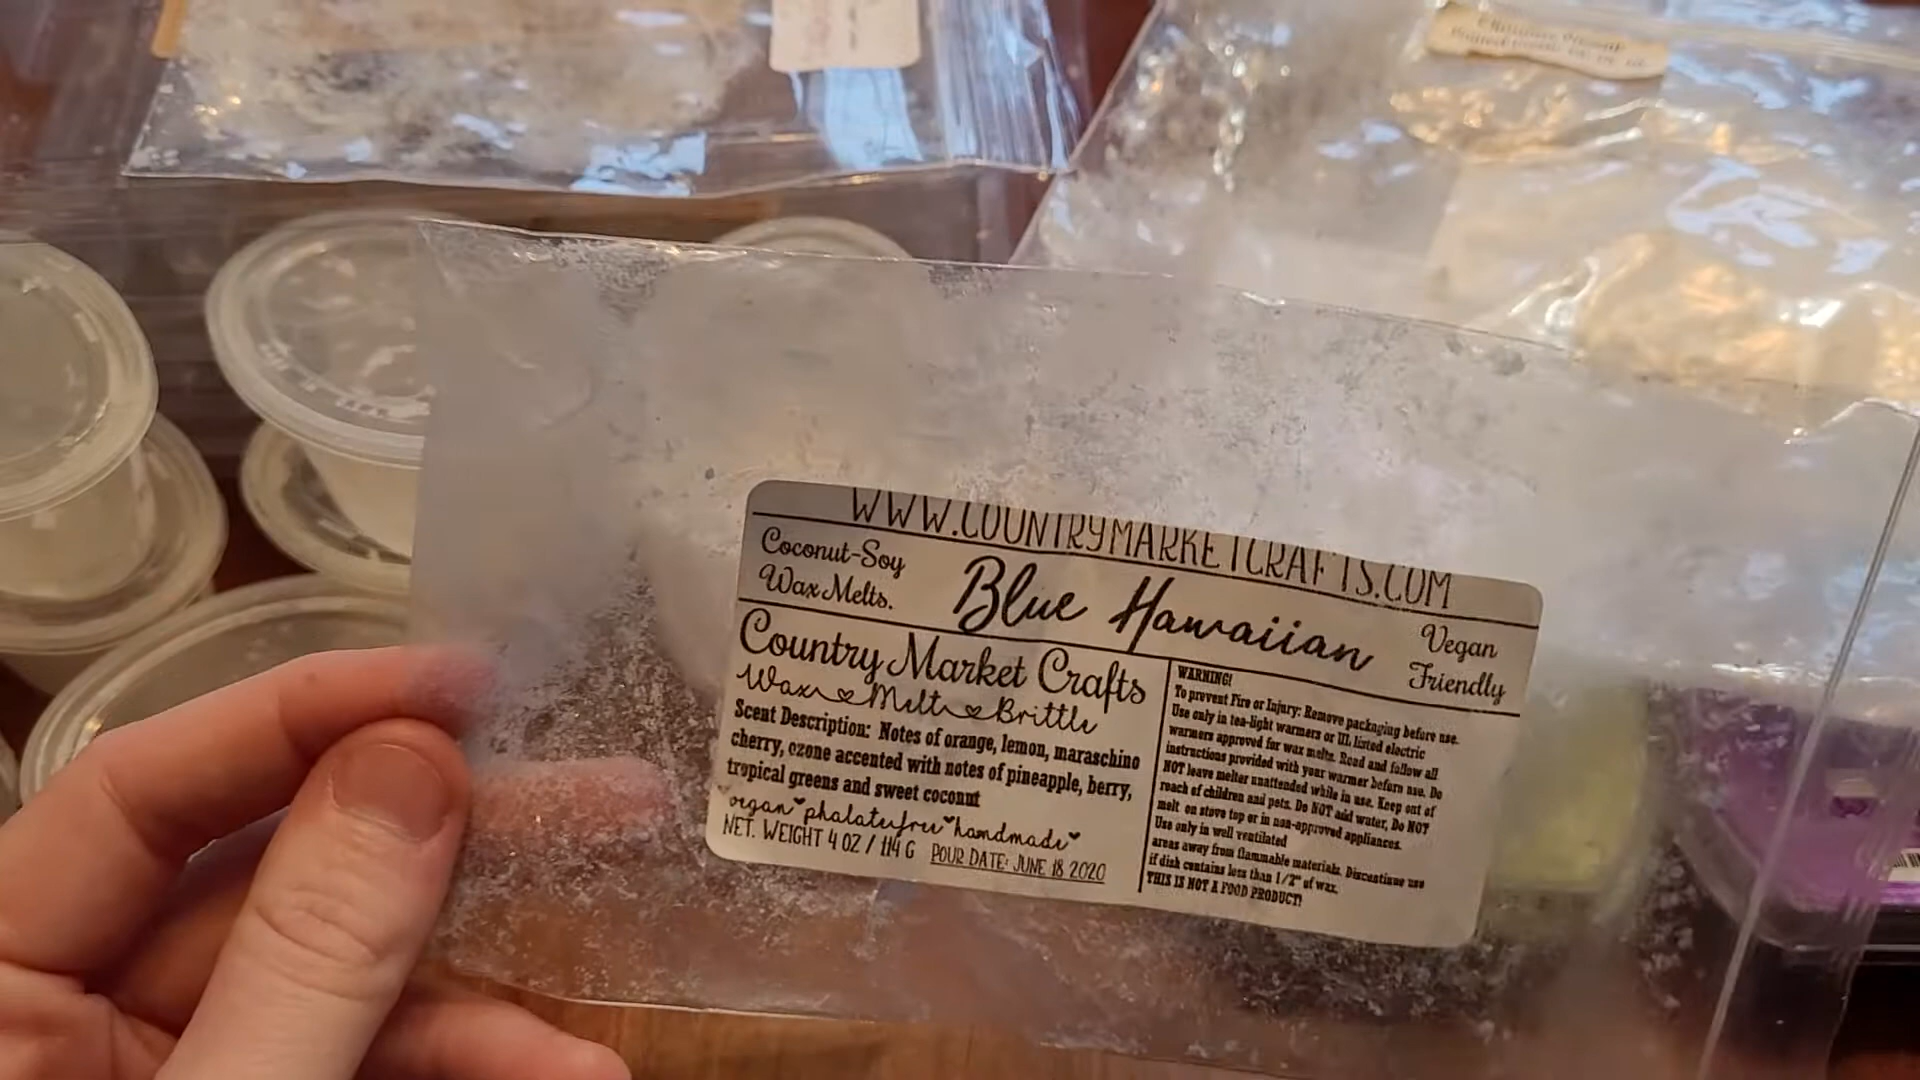 WWW.COUNTRYMARKETCRAFTS.COM
Coconut-Soy
Wax Melts.
Blue Hawaiian
Vegan
Friendly
Country Market Crafts
Wax Melt Brittle
Scent Description: Notes of orange, lemon, maraschino
cherry, ozone accented with notes of pineapple, berry,
tropical greens and sweet coconut
vegan phalatefree handmade
NET. WEIGHT 4 OZ / 114 G POUR DATE: JUNE 18 2020
WARNING!
To prevent Fire or Injury: Remove packaging before use.
Use only in tea-light warmers or UL listed electric
warmers approved for wax melts. Read and follow all
instructions provided with your warmer before use. Do
NOT leave melter unattended while in use. Keep out of
reach of children and pets. Do NOT add water, Do NOT
melt on stove top or in non-approved appliances.
Use only in well ventilated
areas away from flammable materials. Discontinue use
if dish contains less than 1/2" of wax.
THIS IS NOT A FOOD PRODUCT!